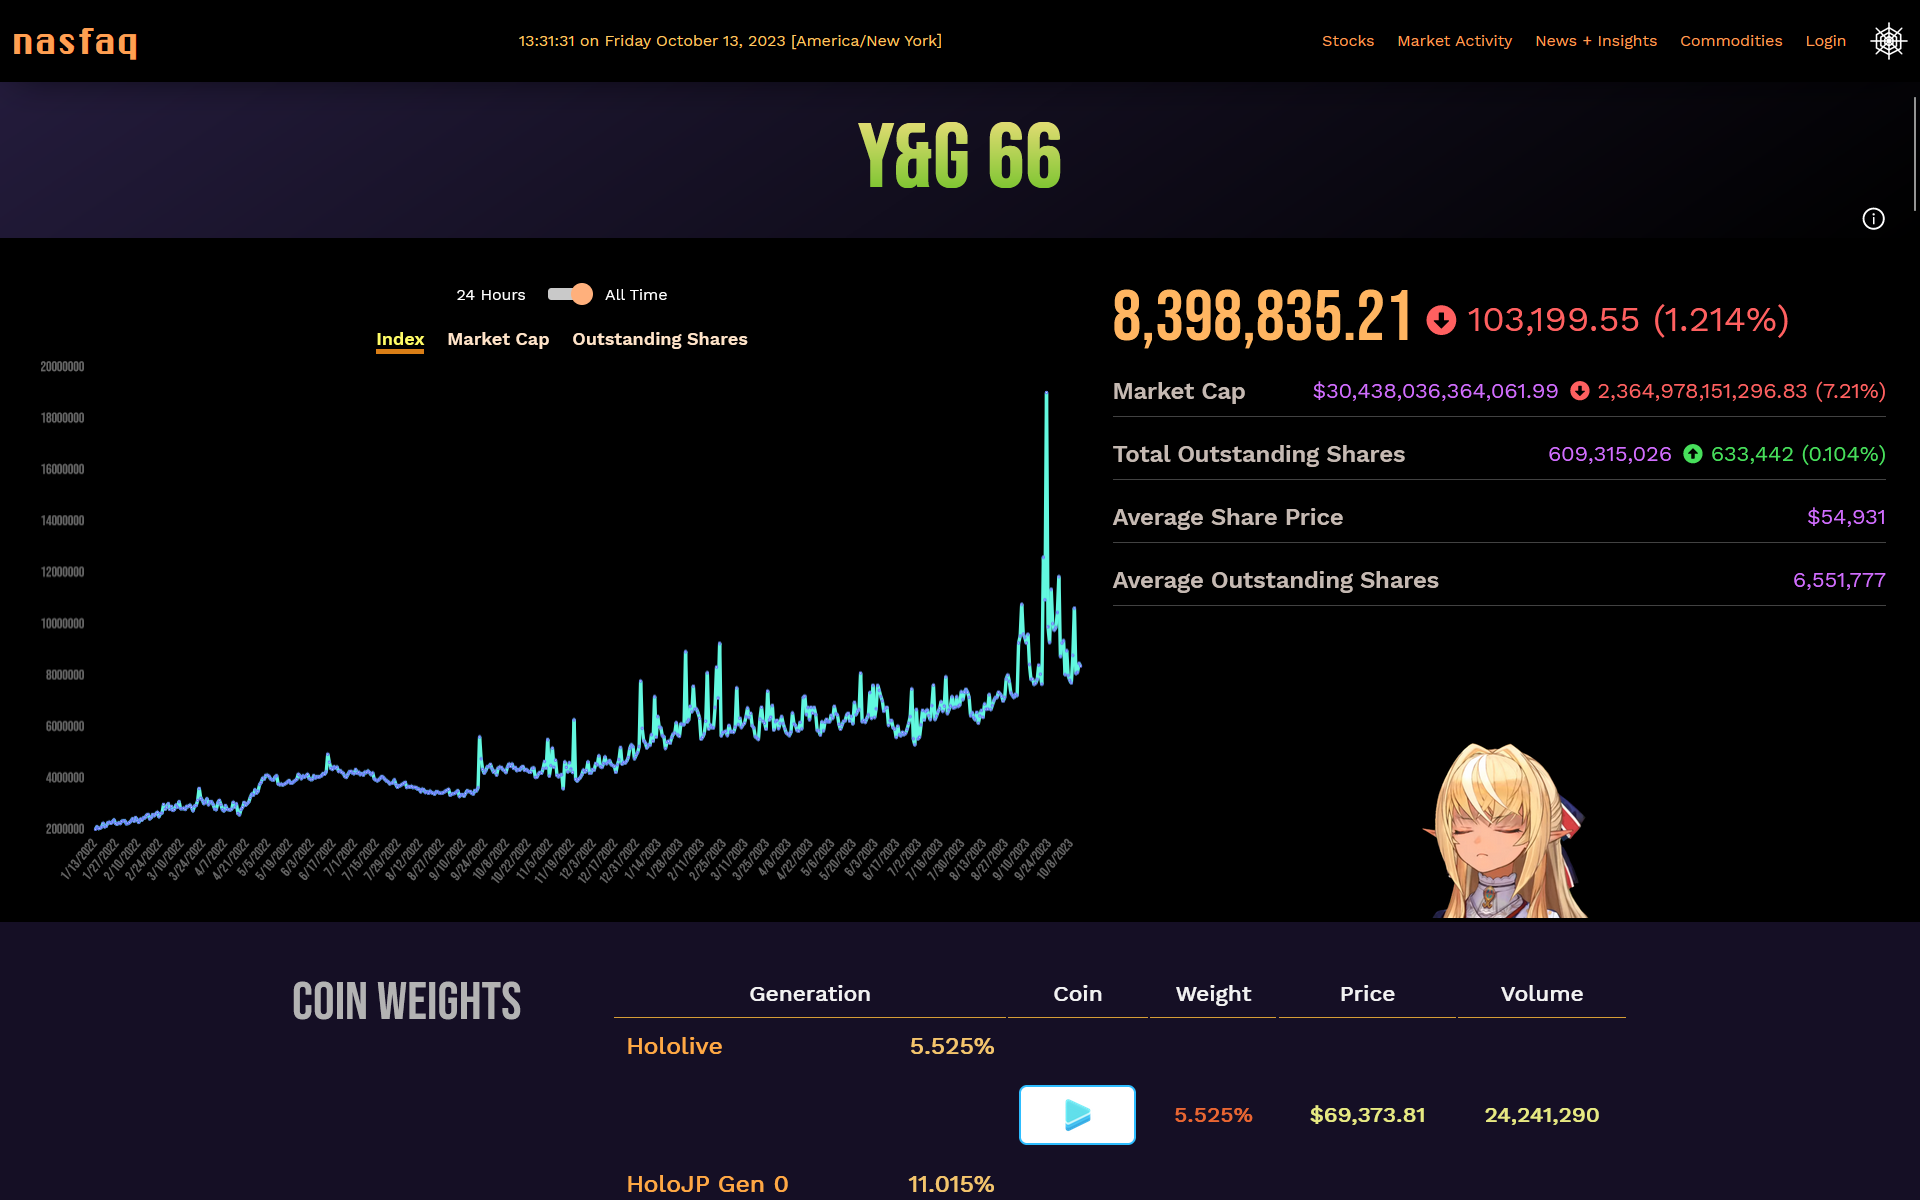 nasfaq
13:31:31 on Friday October 13, 2023 [America/New York]
Stocks Market Activity News + Insights Commodities Login
Y&G 66
24 Hours All Time
Index Market Cap Outstanding Shares
20000000
18000000
16000000
14000000
12000000
10000000
8000000
6000000
4000000
2000000
1/13/2022 1/27/2022 2/10/2022 2/24/2022 3/10/2022 3/24/2022 4/7/2022 4/21/2022 5/5/2022 5/19/2022 6/3/2022 6/17/2022 7/1/2022 7/15/2022 7/29/2022 8/12/2022 8/27/2022 9/10/2022 9/24/2022 10/8/2022 10/22/2022 11/5/2022 11/19/2022 12/3/2022 12/17/2022 12/31/2022 1/14/2023 1/28/2023 2/11/2023 2/25/2023 3/11/2023 3/26/2023 4/8/2023 4/22/2023 5/6/2023 5/20/2023 6/3/2023 6/17/2023 7/2/2023 7/16/2023 7/30/2023 8/13/2023 8/27/2023 9/10/2023 9/24/2023 10/8/2023
8,398,835.21 103,199.55 (1.214%)
Market Cap $30,438,036,364,061.99 2,364,978,151,296.83 (7.21%)
Total Outstanding Shares 609,315,026 633,442 (0.104%)
Average Share Price $54,931
Average Outstanding Shares 6,551,777
COIN WEIGHTS
Generation Coin Weight Price Volume
Hololive 5.525%
5.525% $69,373.81 24,241,290
HoloJP Gen 0 11.015%